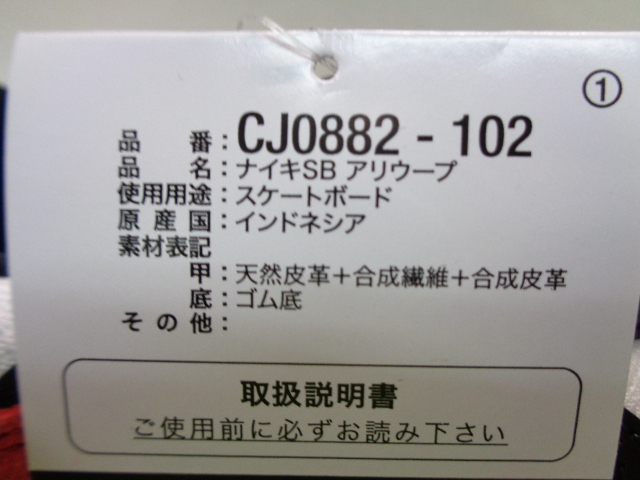 ①
品番：CJ0882 - 102
品名：ナイキSB アリウープ
使用用途：スケートボード
原産国：インドネシア
素材表記
甲：天然皮革＋合成繊維＋合成皮革
底：ゴム底
その他：
取扱説明書
ご使用前に必ずお読み下さい